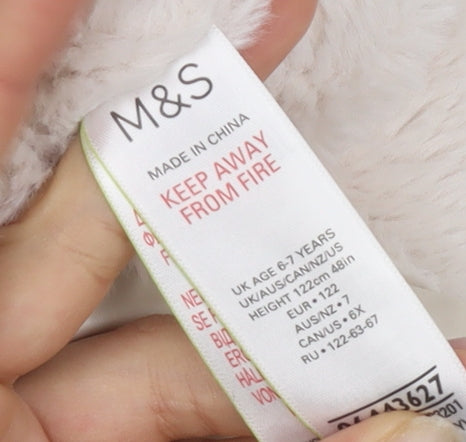 M&S
MADE IN CHINA
KEEP AWAY
FROM FIRE
UK AGE 6-7 YEARS
UK/AUS/CAN/NZ/US
HEIGHT 122cm 48in
EUR • 122
AUS/NZ • 7
CAN/US • 6X
RU • 122-63-67